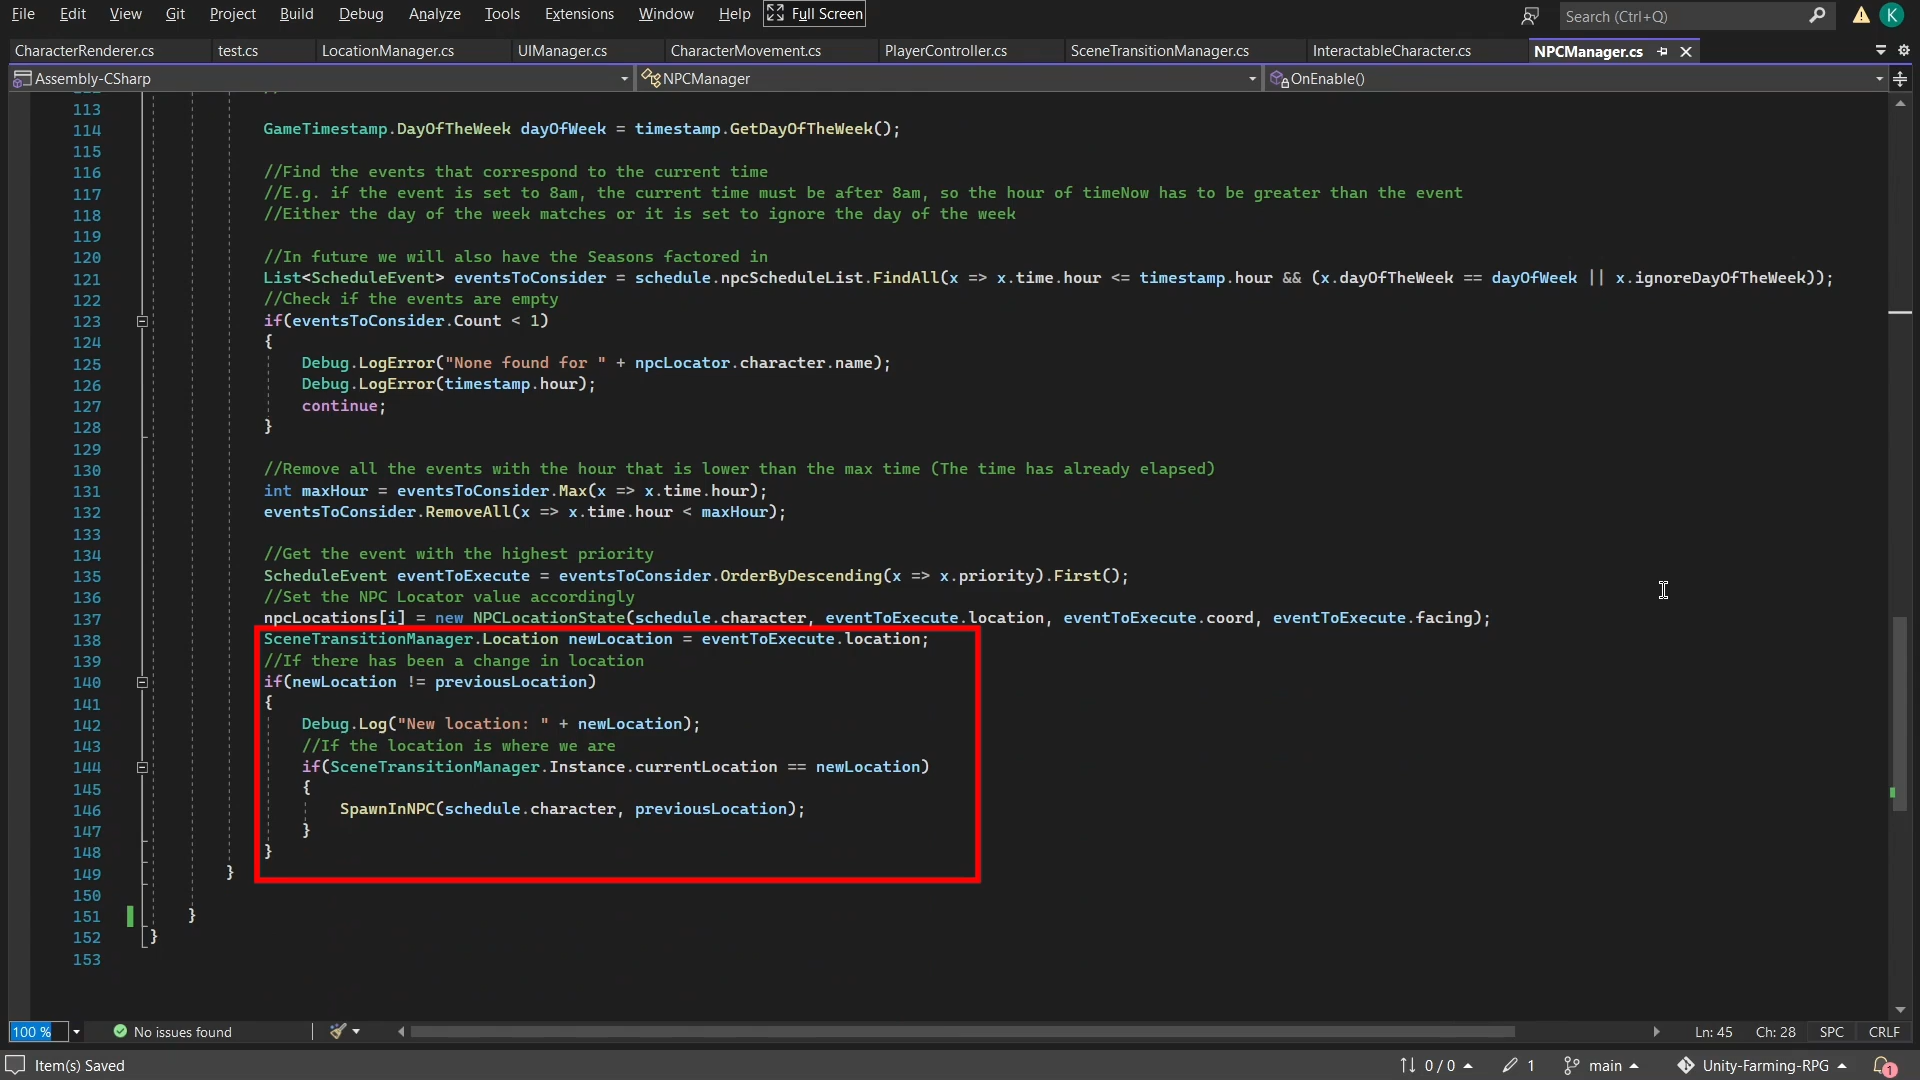 File Edit View Git Project Build Debug Analyze Tools Extensions Window Help Full Screen Search (Ctrl+Q) K
CharacterRenderer.cs test.cs LocationManager.cs UIManager.cs CharacterMovement.cs PlayerController.cs SceneTransitionManager.cs InteractableCharacter.cs NPCManager.cs
Assembly-CSharp NPCManager OnEnable()
113
114 GameTimestamp.DayOfTheWeek dayOfWeek = timestamp.GetDayOfTheWeek();
115
116 //Find the events that correspond to the current time
117 //E.g. if the event is set to 8am, the current time must be after 8am, so the hour of timeNow has to be greater than the event
118 //Either the day of the week matches or it is set to ignore the day of the week
119
120 //In future we will also have the Seasons factored in
121 List<ScheduleEvent> eventsToConsider = schedule.npcScheduleList.FindAll(x => x.time.hour <= timestamp.hour && (x.dayOfTheWeek == dayOfWeek || x.ignoreDayOfTheWeek));
122 //Check if the events are empty
123 if(eventsToConsider.Count < 1)
124 {
125 Debug.LogError("None found for " + npcLocator.character.name);
126 Debug.LogError(timestamp.hour);
127 continue;
128 }
129
130 //Remove all the events with the hour that is lower than the max time (The time has already elapsed)
131 int maxHour = eventsToConsider.Max(x => x.time.hour);
132 eventsToConsider.RemoveAll(x => x.time.hour < maxHour);
133
134 //Get the event with the highest priority
135 ScheduleEvent eventToExecute = eventsToConsider.OrderByDescending(x => x.priority).First();
136 //Set the NPC Locator value accordingly
137 npcLocations[i] = new NPCLocationState(schedule.character, eventToExecute.location, eventToExecute.coord, eventToExecute.facing);
138 SceneTransitionManager.Location newLocation = eventToExecute.location;
139 //If there has been a change in location
140 if(newLocation != previousLocation)
141 {
142 Debug.Log("New location: " + newLocation);
143 //If the location is where we are
144 if(SceneTransitionManager.Instance.currentLocation == newLocation)
145 {
146 SpawnInNPC(schedule.character, previousLocation);
147 }
148 }
149 }
150
151 }
152 }
153
100 % No issues found Ln: 45 Ch: 28 SPC CRLF
Item(s) Saved 0 / 0 1 main Unity-Farming-RPG 1